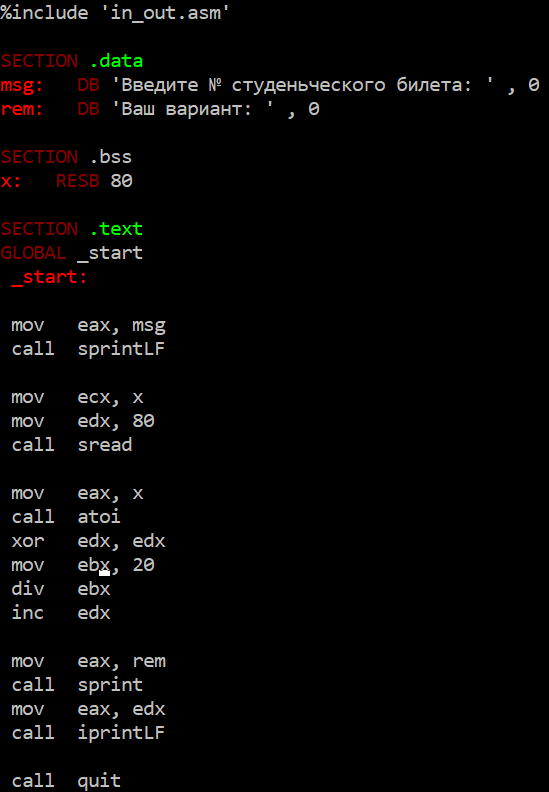 %include 'in_out.asm'
SECTION .data
msg: DB 'Введите № студеньческого билета: ' , 0
rem: DB 'Ваш вариант: ' , 0
SECTION .bss
x: RESB 80
SECTION .text
GLOBAL _start
_start:
mov eax, msg
call sprintLF
mov ecx, x
mov edx, 80
call sread
mov eax, x
call atoi
xor edx, edx
mov ebx, 20
div ebx
inc edx
mov eax, rem
call sprint
mov eax, edx
call iprintLF
call quit